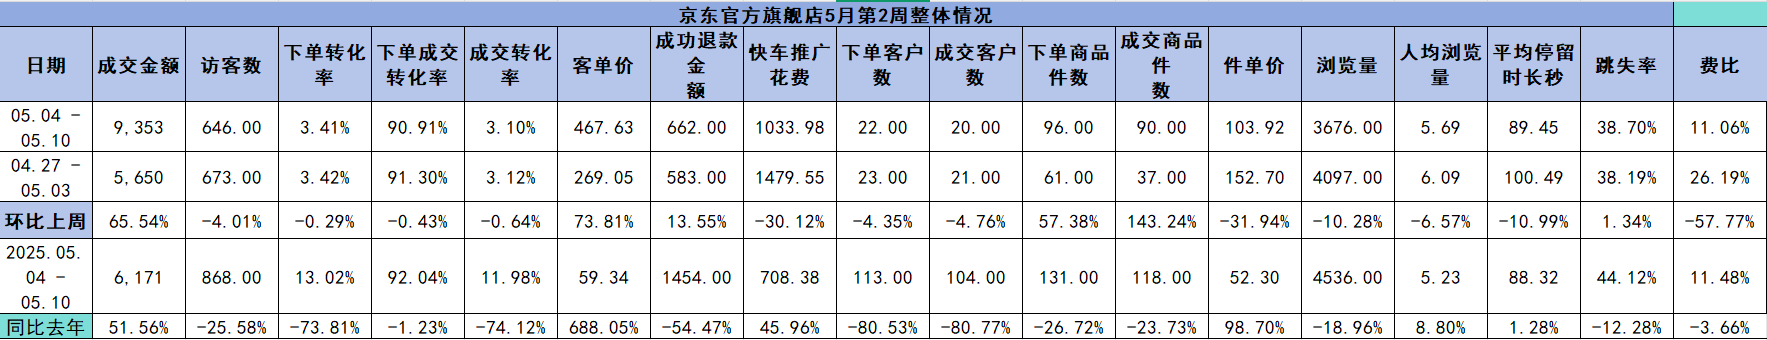 京东官方旗舰店5月第2周整体情况
日期 成交金额 访客数 下单转化率 下单成交转化率 成交转化率 客单价 成功退款金额 快车推广花费 下单客户数 成交客户数 下单商品件数 成交商品件数 件单价 浏览量 人均浏览量 平均停留时长秒 跳失率 费比
05.04 - 05.10 9,353 646.00 3.41% 90.91% 3.10% 467.63 662.00 1033.98 22.00 20.00 96.00 90.00 103.92 3676.00 5.69 89.45 38.70% 11.06%
04.27 - 05.03 5,650 673.00 3.42% 91.30% 3.12% 269.05 583.00 1479.55 23.00 21.00 61.00 37.00 152.70 4097.00 6.09 100.49 38.19% 26.19%
环比上周 65.54% -4.01% -0.29% -0.43% -0.64% 73.81% 13.55% -30.12% -4.35% -4.76% 57.38% 143.24% -31.94% -10.28% -6.57% -10.99% 1.34% -57.77%
2025.05.04 - 05.10 6,171 868.00 13.02% 92.04% 11.98% 59.34 1454.00 708.38 113.00 104.00 131.00 118.00 52.30 4536.00 5.23 88.32 44.12% 11.48%
同比去年 51.56% -25.58% -73.81% -1.23% -74.12% 688.05% -54.47% 45.96% -80.53% -80.77% -26.72% -23.73% 98.70% -18.96% 8.80% 1.28% -12.28% -3.66%